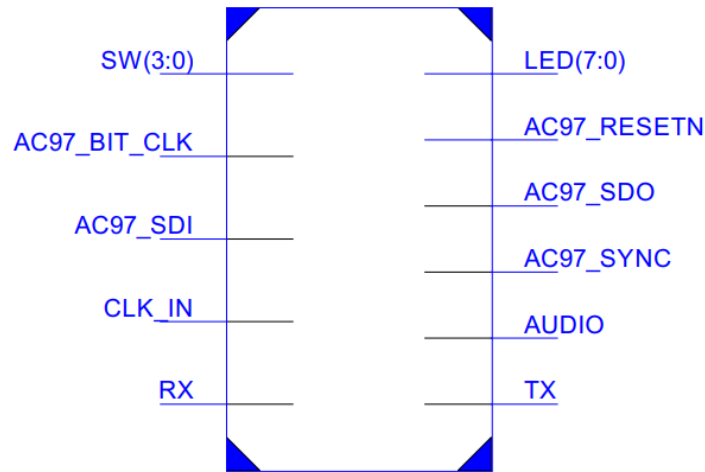 SW(3:0)
AC97_BIT_CLK
AC97_SDI
CLK_IN
RX
LED(7:0)
AC97_RESETN
AC97_SDO
AC97_SYNC
AUDIO
TX